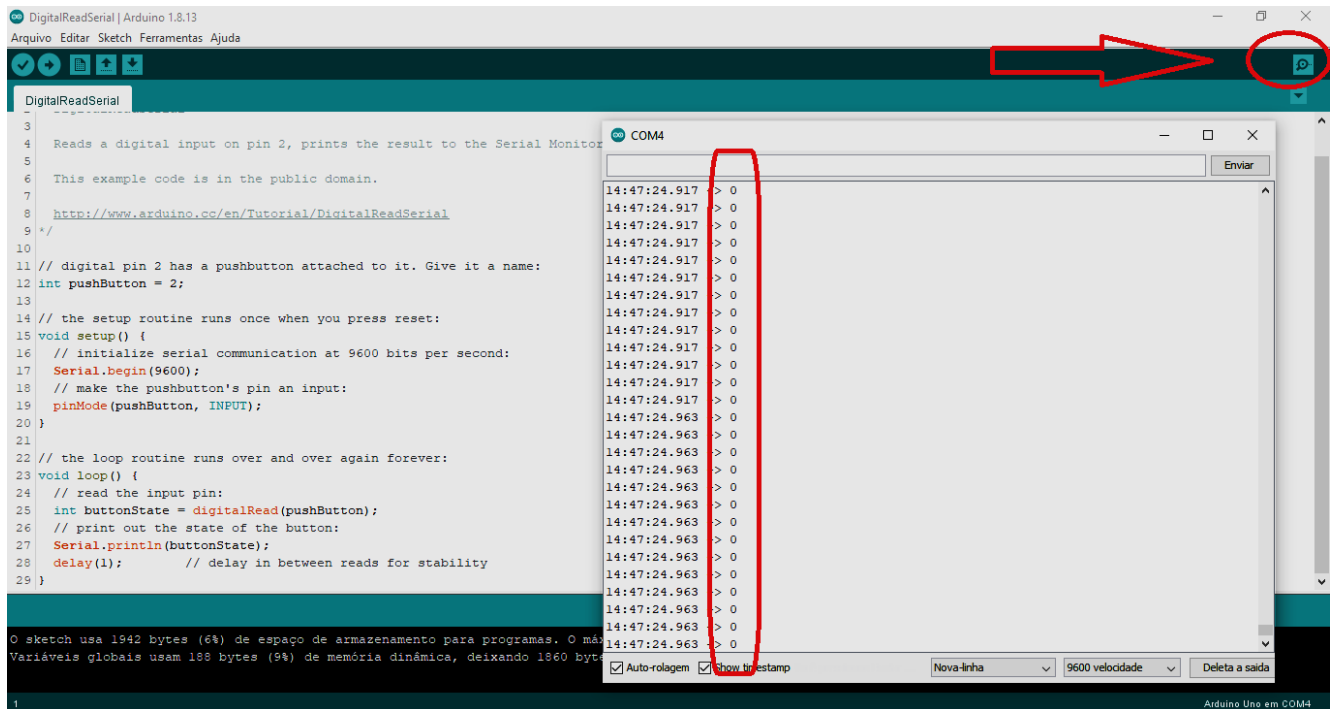 DigitalReadSerial | Arduino 1.8.13
Arquivo Editar Sketch Ferramentas Ajuda
DigitalReadSerial
3
4 Reads a digital input on pin 2, prints the result to the Serial Monitor
5
6 This example code is in the public domain.
7
8 http://www.arduino.cc/en/Tutorial/DigitalReadSerial
9 */
10
11 // digital pin 2 has a pushbutton attached to it. Give it a name:
12 int pushButton = 2;
13
14 // the setup routine runs once when you press reset:
15 void setup() {
16 // initialize serial communication at 9600 bits per second:
17 Serial.begin(9600);
18 // make the pushbutton's pin an input:
19 pinMode(pushButton, INPUT);
20 }
21
22 // the loop routine runs over and over again forever:
23 void loop() {
24 // read the input pin:
25 int buttonState = digitalRead(pushButton);
26 // print out the state of the button:
27 Serial.println(buttonState);
28 delay(1); // delay in between reads for stability
29 }
O sketch usa 1942 bytes (6%) de espaço de armazenamento para programas. O máx
Variáveis globais usam 188 bytes (9%) de memória dinâmica, deixando 1860 byte
1
Arduino Uno em COM4
COM4
Enviar
14:47:24.917 -> 0
14:47:24.917 -> 0
14:47:24.917 -> 0
14:47:24.917 -> 0
14:47:24.917 -> 0
14:47:24.917 -> 0
14:47:24.917 -> 0
14:47:24.917 -> 0
14:47:24.917 -> 0
14:47:24.917 -> 0
14:47:24.917 -> 0
14:47:24.917 -> 0
14:47:24.917 -> 0
14:47:24.963 -> 0
14:47:24.963 -> 0
14:47:24.963 -> 0
14:47:24.963 -> 0
14:47:24.963 -> 0
14:47:24.963 -> 0
14:47:24.963 -> 0
14:47:24.963 -> 0
14:47:24.963 -> 0
14:47:24.963 -> 0
14:47:24.963 -> 0
14:47:24.963 -> 0
14:47:24.963 -> 0
14:47:24.963 -> 0
Auto-rolagem Show timestamp Nova-linha 9600 velocidade Deleta a saida